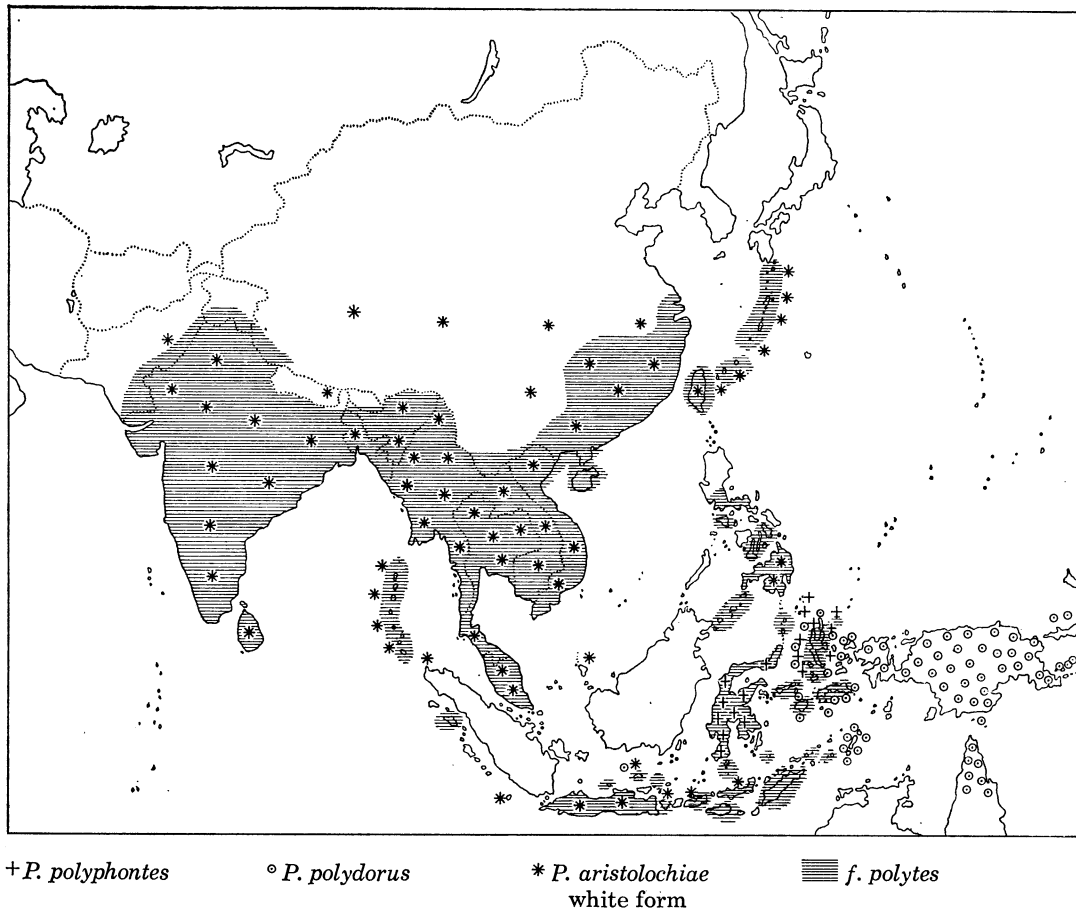 + P. polyphontes ⊙ P. polydorus * P. aristolochiae f. polytes
white form